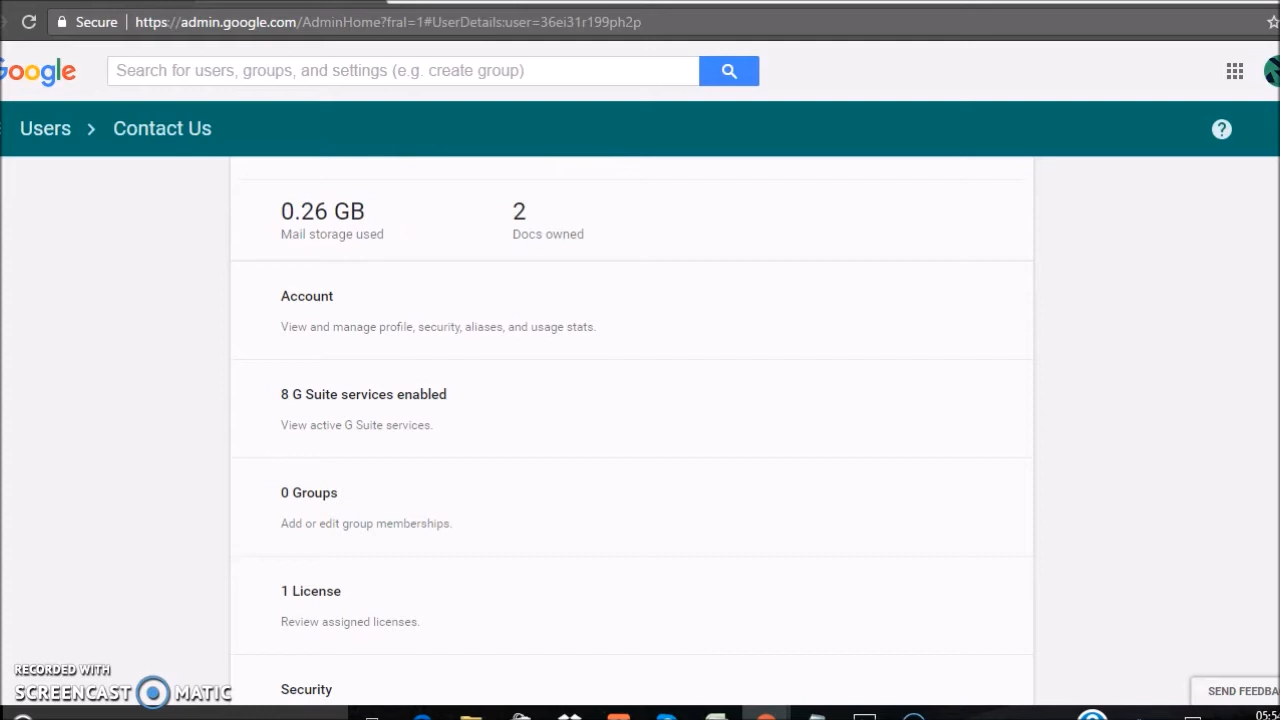 Secure https://admin.google.com/AdminHome?fral=1#UserDetails:user=36ei31r199ph2p
Google Search for users, groups, and settings (e.g. create group)
Users > Contact Us
0.26 GB 2
Mail storage used Docs owned
Account
View and manage profile, security, aliases, and usage stats.
8 G Suite services enabled
View active G Suite services.
0 Groups
Add or edit group memberships.
1 License
Review assigned licenses.
RECORDED WITH
SCREENCAST MATIC
Security
SEND FEEDBA
05:5